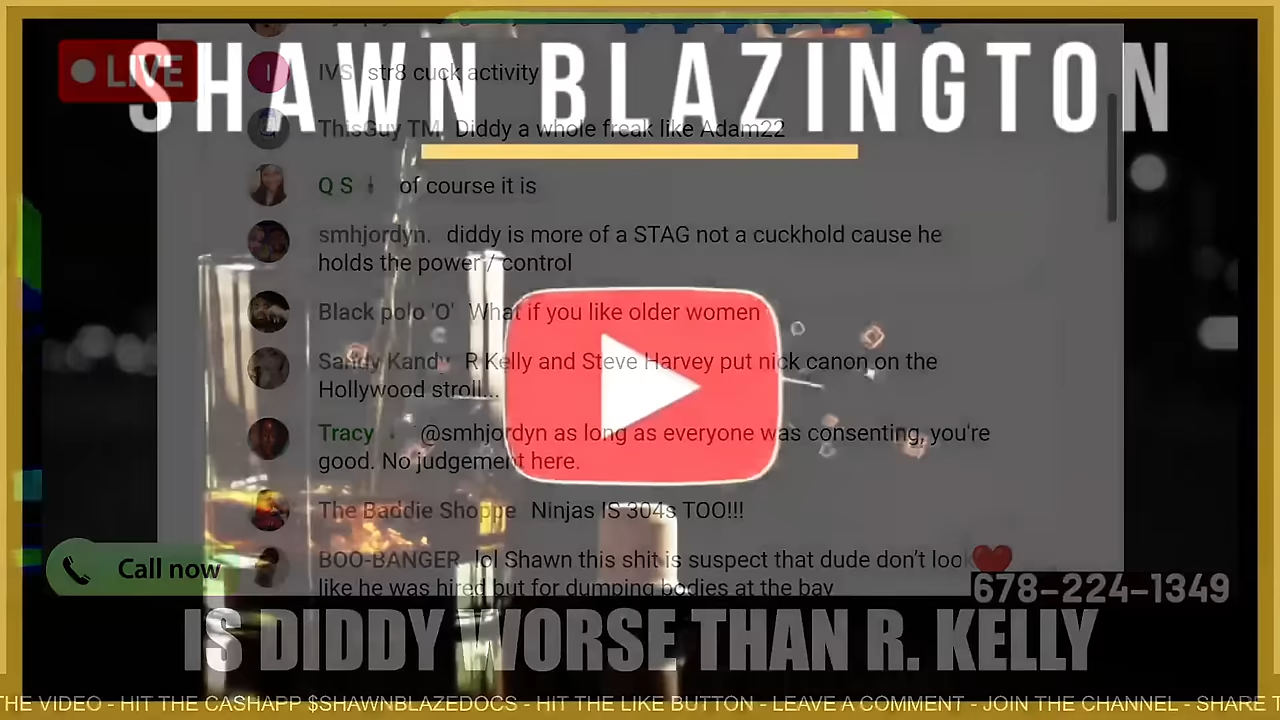 LIVE
SHAWN BLAZINGTON
IVS str8 cuck activity
ThisGuy TM Diddy a whole freak like Adam22
Q S of course it is
smhjordyn. diddy is more of a STAG not a cuckhold cause he
holds the power / control
Black polo 'O' What if you like older women
Sandy Kandy R Kelly and Steve Harvey put nick canon on the
Hollywood stroll...
Tracy @smhjordyn as long as everyone was consenting, you're
good. No judgement here.
The Baddie Shoppe Ninjas IS 304s TOO!!!
BOO-BANGER lol Shawn this shit is suspect that dude don't look
like he was hired but for dumping bodies at the bay
Call now
678-224-1349
IS DIDDY WORSE THAN R. KELLY
THE VIDEO - HIT THE CASHAPP $SHAWNBLAZEDOCS - HIT THE LIKE BUTTON - LEAVE A COMMENT - JOIN THE CHANNEL - SHARE T